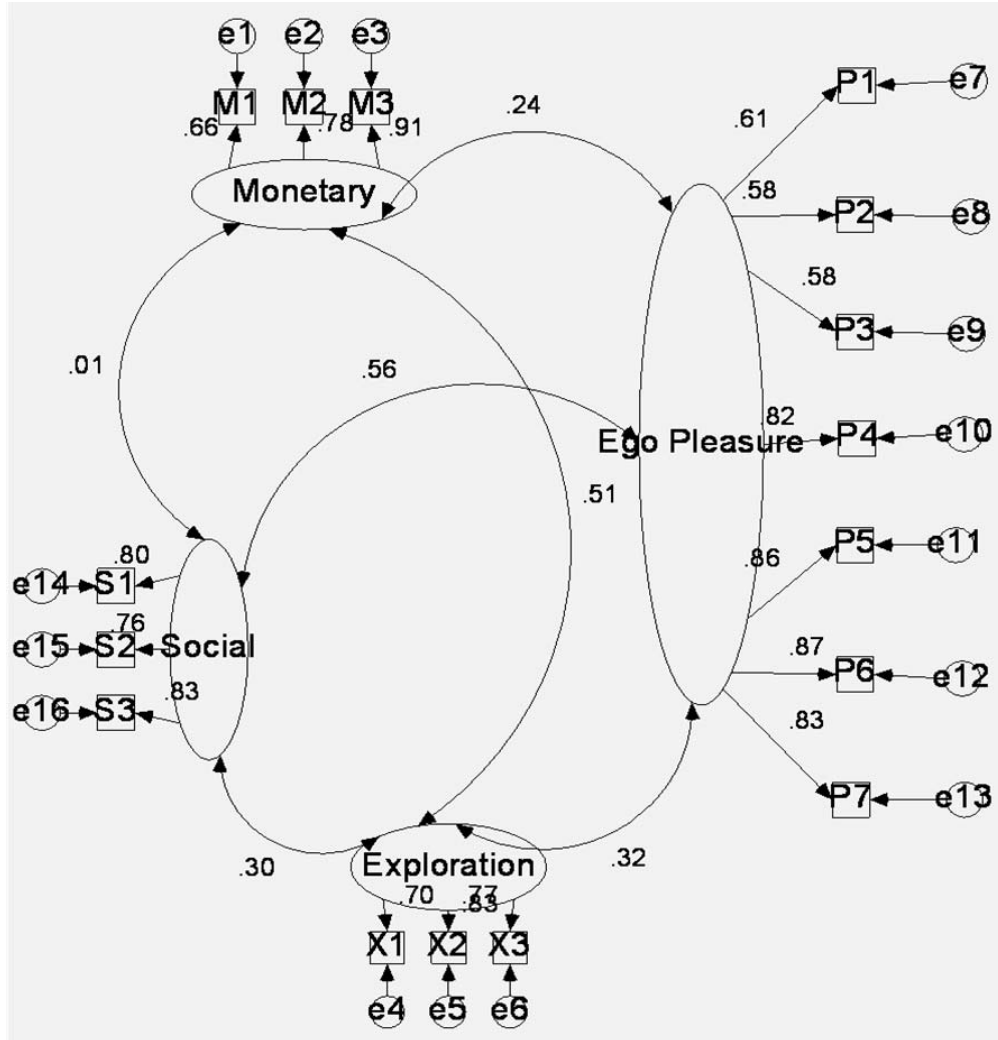 e1 e2 e3
M1 M2 M3
.66 .78 .91
Monetary
.24
.01
.56
.51
Ego Pleasure
.61
P1 e7
.58
P2 e8
.58
P3 e9
.82
P4 e10
.86
P5 e11
.87
P6 e12
.83
P7 e13
.80
e14 S1
.76
e15 S2 Social
.83
e16 S3
.30
.32
Exploration
.70 .77
.83
X1 X2 X3
e4 e5 e6